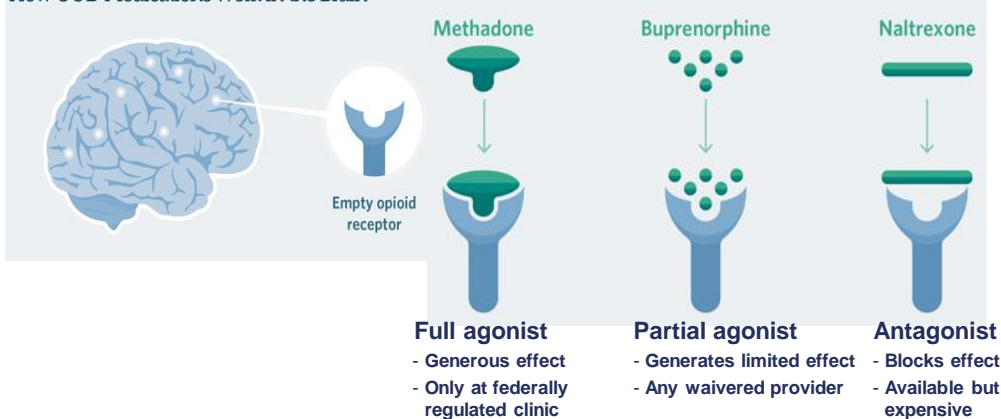 Methadone
Buprenorphine
Naltrexone
Empty opioid
receptor
Full agonist
- Generous effect
- Only at federally
regulated clinic
Partial agonist
- Generates limited effect
- Any waivered provider
Antagonist
- Blocks effect
- Available but
expensive